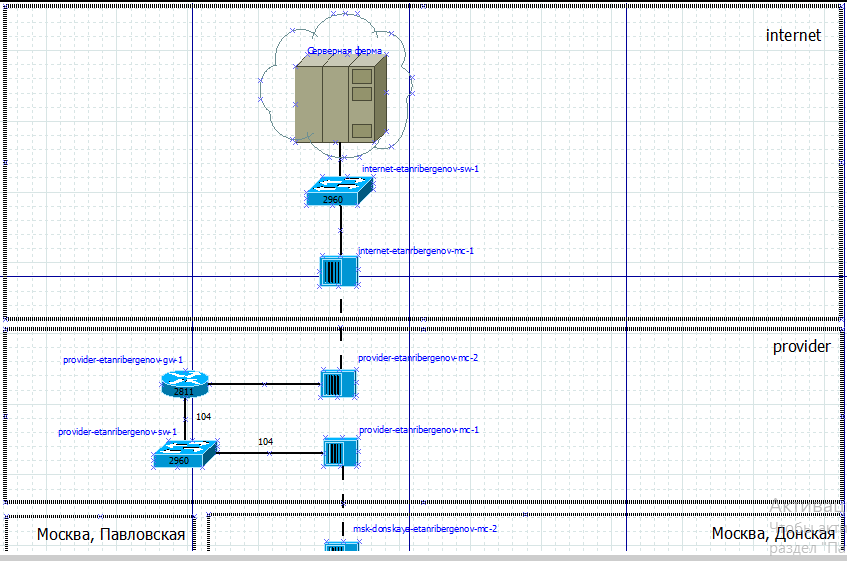 internet
Серверная ферма
internet-etanribergenov-sw-1
2960
internet-etanrbergenov-mc-1
provider
provider-etanribergenov-gw-1
provider-etanribergenov-mc-2
2811
104
provider-etanribergenov-sw-1
provider-etanribergenov-mc-1
104
2960
Москва, Павловская
msk-donskaya-etanribergenov-mc-2
Москва, Донская